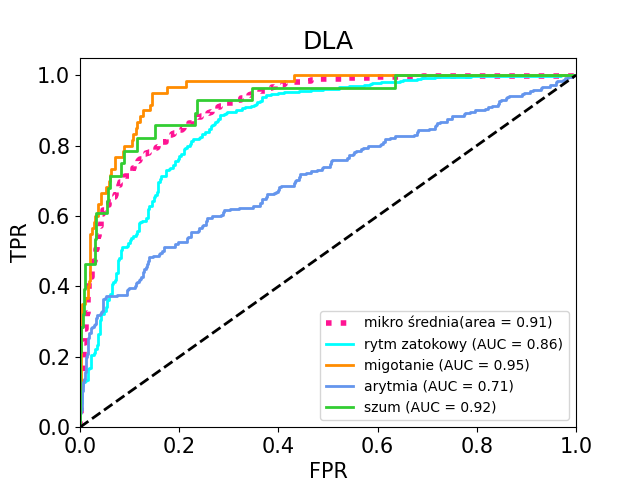 DLA
TPR
1.0
0.8
0.6
0.4
0.2
0.0
mikro średnia(area = 0.91)
rytm zatokowy (AUC = 0.86)
migotanie (AUC = 0.95)
arytmia (AUC = 0.71)
szum (AUC = 0.92)
0.0 0.2 0.4 0.6 0.8 1.0
FPR